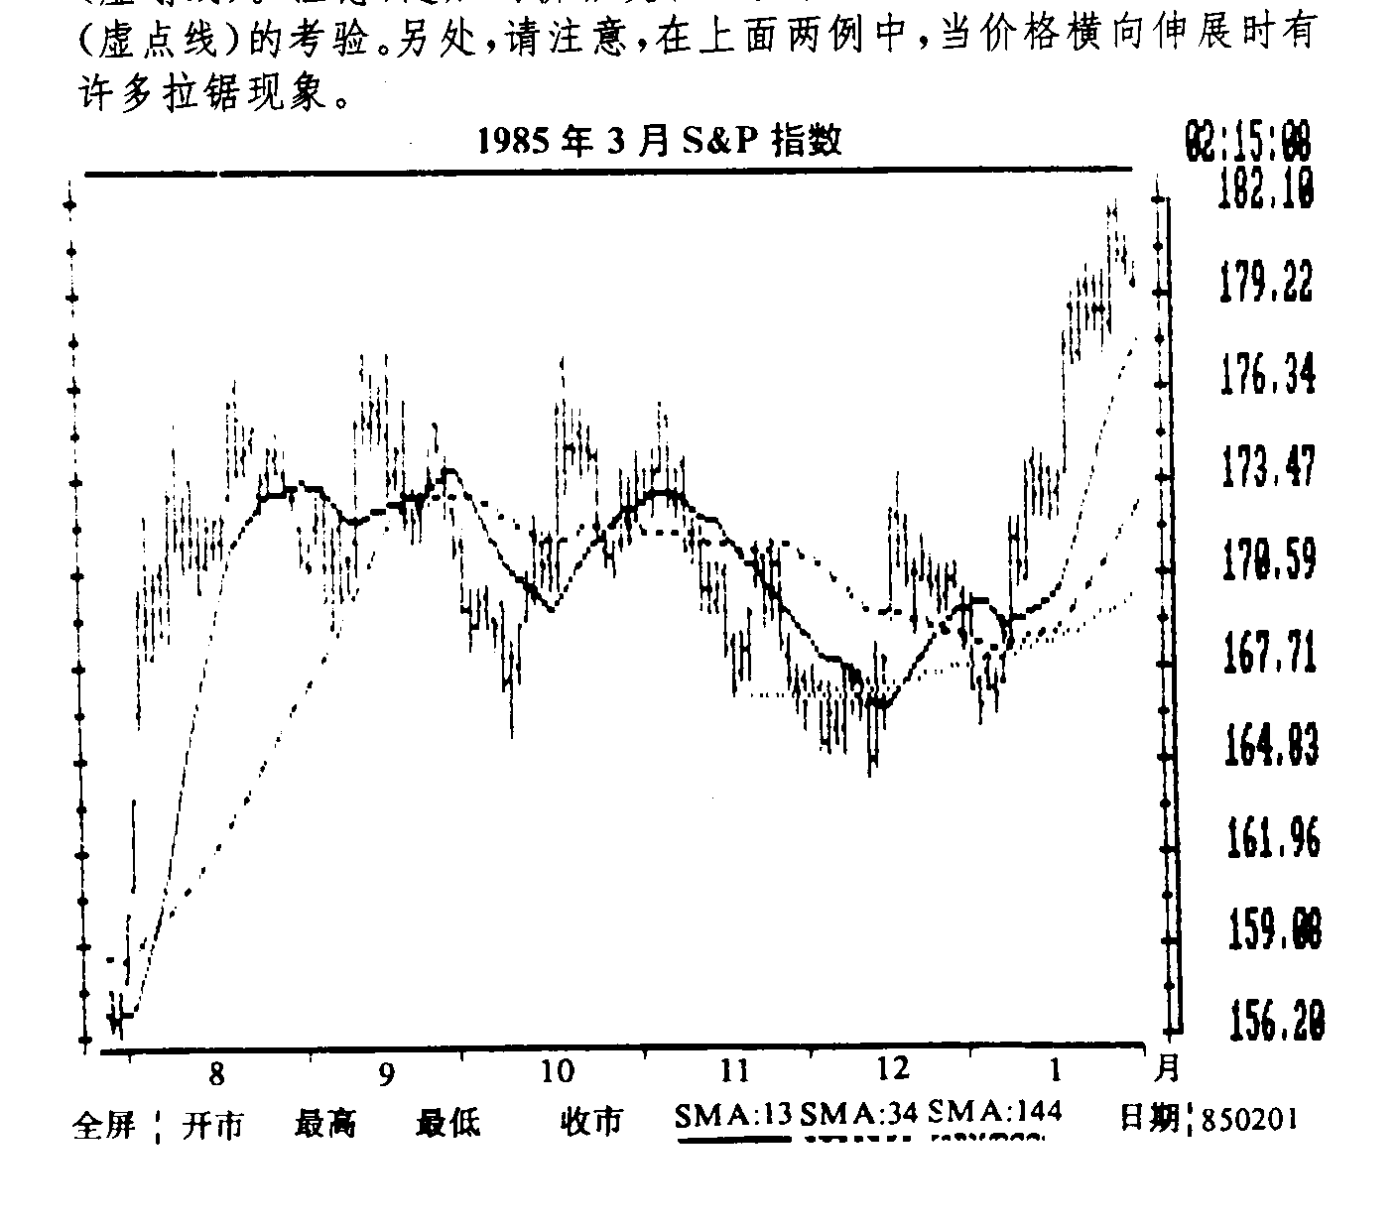 (虚点线)的考验。另处,请注意,在上面两例中,当价格横向伸展时有
许多拉锯现象。
1985 年 3 月 S&P 指数
02:15:08
182.10
179.22
176.34
173.47
170.59
167.71
164.83
161.96
159.08
156.20
8 9 10 11 12 1 月
全屏 ¦ 开市 最高 最低 收市 SMA:13 SMA:34 SMA:144 日期¦850201